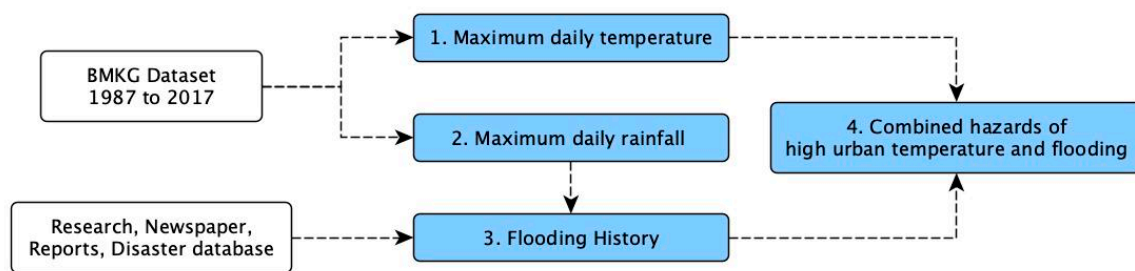 1. Maximum daily temperature
BMKG Dataset
1987 to 2017
2. Maximum daily rainfall
4. Combined hazards of
high urban temperature and flooding
Research, Newspaper,
Reports, Disaster database
3. Flooding History